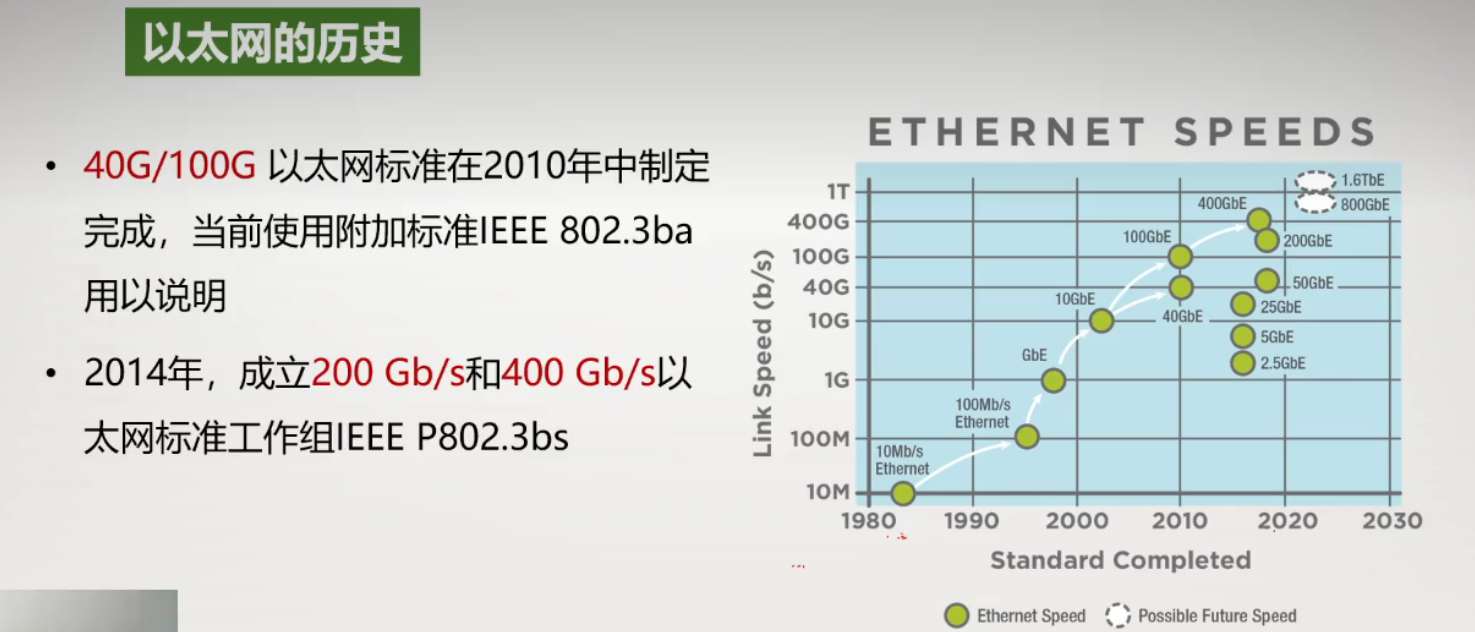 以太网的历史
• 40G/100G 以太网标准在2010年中制定
完成，当前使用附加标准IEEE 802.3ba
用以说明
• 2014年，成立200 Gb/s和400 Gb/s以
太网标准工作组IEEE P802.3bs
ETHERNET SPEEDS
Link Speed (b/s)
1T
400G
100G
40G
10G
1G
100M
10M
1.6TbE
800GbE
400GbE
200GbE
100GbE
50GbE
40GbE
25GbE
10GbE
5GbE
2.5GbE
GbE
100Mb/s
Ethernet
10Mb/s
Ethernet
1980 1990 2000 2010 2020 2030
Standard Completed
Ethernet Speed Possible Future Speed